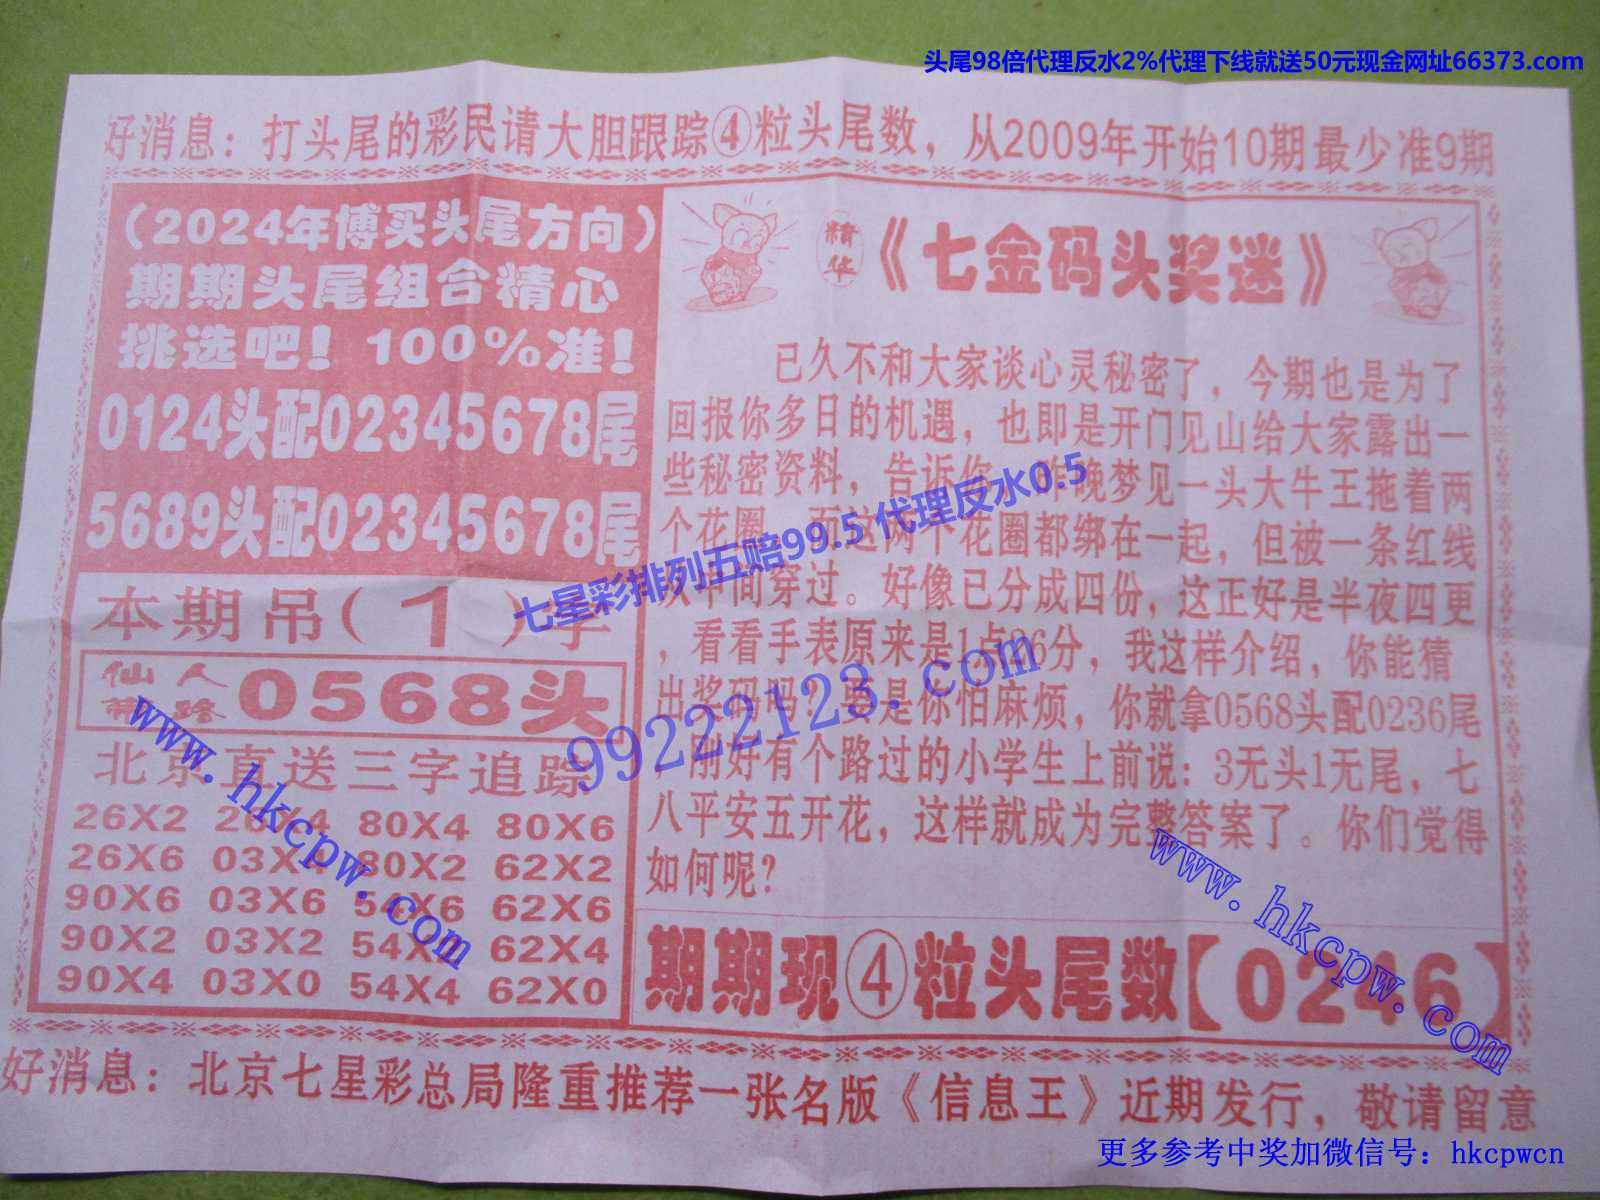 头尾98倍代理反水2%代理下线就送50元现金网址66373.com
好消息：打头尾的彩民请大胆跟踪④粒头尾数，从2009年开始10期最少准9期
（2024年博买头尾方向）
期期头尾组合精心
挑选吧！100%准！
0124头配02345678尾
5689头配02345678尾
本期吊（1）字
仙人
指路
0568头
北京直送三字追踪
26X2 26X4 80X4 80X6
26X6 03X4 80X2 62X2
90X6 03X6 54X6 62X6
90X2 03X2 54X2 62X4
90X4 03X0 54X4 62X0
精华
《七金码头奖迷》
已久不和大家谈心灵秘密了，今期也是为了
回报你多日的机遇，也即是开门见山给大家露出一
些秘密资料，告诉你，昨晚梦见一头大牛王拖着两
个花圈，而这两个花圈都绑在一起，但被一条红线
从中间穿过。好像已分成四份，这正好是半夜四更
，看看手表原来是1点26分，我这样介绍，你能猜
出奖码吗？要是你怕麻烦，你就拿0568头配0236尾
刚好有个路过的小学生上前说：3无头1无尾，七
八平安五开花，这样就成为完整答案了。你们觉得
如何呢？
期期现④粒头尾数【0246】
好消息：北京七星彩总局隆重推荐一张名版《信息王》近期发行，敬请留意
七星彩排列五赔99.5 代理反水0.5
99222123.com
www.hkcpw.com
www.hkcpw.com
更多参考中奖加微信号：hkcpwcn